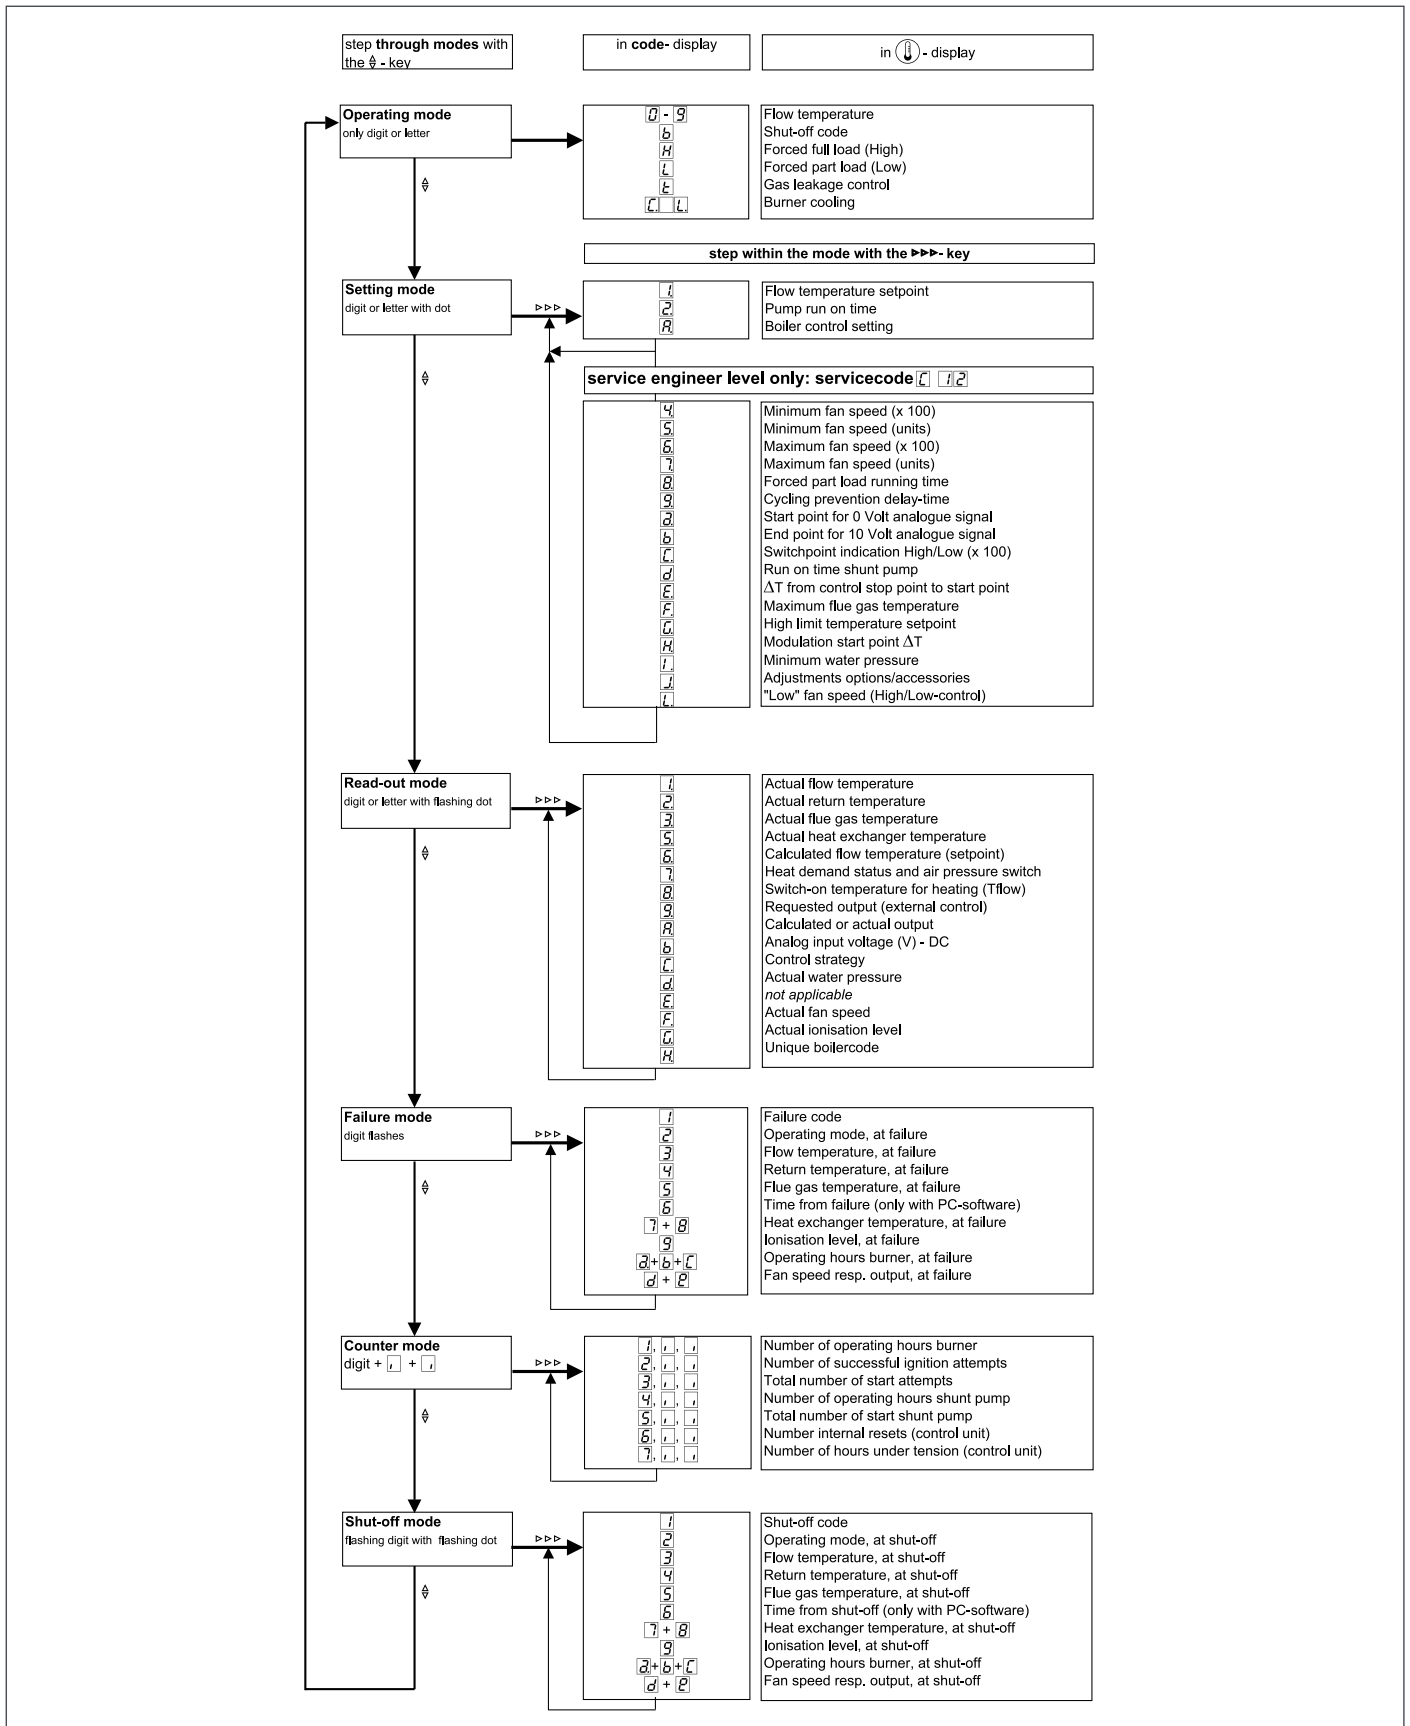 step through modes with
the ⇳ - key
in code- display
in - display
Operating mode
only digit or letter
0 - 9
b
H
L
t
C. L.
Flow temperature
Shut-off code
Forced full load (High)
Forced part load (Low)
Gas leakage control
Burner cooling
step within the mode with the ▷▷▷- key
Setting mode
digit or letter with dot
▷▷▷
1.
2.
A.
Flow temperature setpoint
Pump run on time
Boiler control setting
service engineer level only: servicecode C 12
4.
5.
6.
7.
8.
9.
a.
b
C.
d
E.
F.
G.
H.
I.
J.
L.
Minimum fan speed (x 100)
Minimum fan speed (units)
Maximum fan speed (x 100)
Maximum fan speed (units)
Forced part load running time
Cycling prevention delay-time
Start point for 0 Volt analogue signal
End point for 10 Volt analogue signal
Switchpoint indication High/Low (x 100)
Run on time shunt pump
ΔT from control stop point to start point
Maximum flue gas temperature
High limit temperature setpoint
Modulation start point ΔT
Minimum water pressure
Adjustments options/accessories
"Low" fan speed (High/Low-control)
Read-out mode
digit or letter with flashing dot
▷▷▷
1.
2.
3.
5.
6.
7.
8.
9.
A.
b
C.
d.
E.
F.
G.
H.
Actual flow temperature
Actual return temperature
Actual flue gas temperature
Actual heat exchanger temperature
Calculated flow temperature (setpoint)
Heat demand status and air pressure switch
Switch-on temperature for heating (Tflow)
Requested output (external control)
Calculated or actual output
Analog input voltage (V) - DC
Control strategy
Actual water pressure
not applicable
Actual fan speed
Actual ionisation level
Unique boilercode
Failure mode
digit flashes
▷▷▷
1
2
3
4
5
6
7 + 8
9
a.+b+C
d + e
Failure code
Operating mode, at failure
Flow temperature, at failure
Return temperature, at failure
Flue gas temperature, at failure
Time from failure (only with PC-software)
Heat exchanger temperature, at failure
Ionisation level, at failure
Operating hours burner, at failure
Fan speed resp. output, at failure
Counter mode
digit + ╷ + ╷
▷▷▷
1, ╷, ╷
2, ╷, ╷
3, ╷, ╷
4, ╷, ╷
5, ╷, ╷
6, ╷, ╷
7, ╷, ╷
Number of operating hours burner
Number of successful ignition attempts
Total number of start attempts
Number of operating hours shunt pump
Total number of start shunt pump
Number internal resets (control unit)
Number of hours under tension (control unit)
Shut-off mode
flashing digit with flashing dot
▷▷▷
1
2
3
4
5
6
7 + 8
9
a.+b+C
d + e
Shut-off code
Operating mode, at shut-off
Flow temperature, at shut-off
Return temperature, at shut-off
Flue gas temperature, at shut-off
Time from shut-off (only with PC-software)
Heat exchanger temperature, at shut-off
Ionisation level, at shut-off
Operating hours burner, at shut-off
Fan speed resp. output, at shut-off